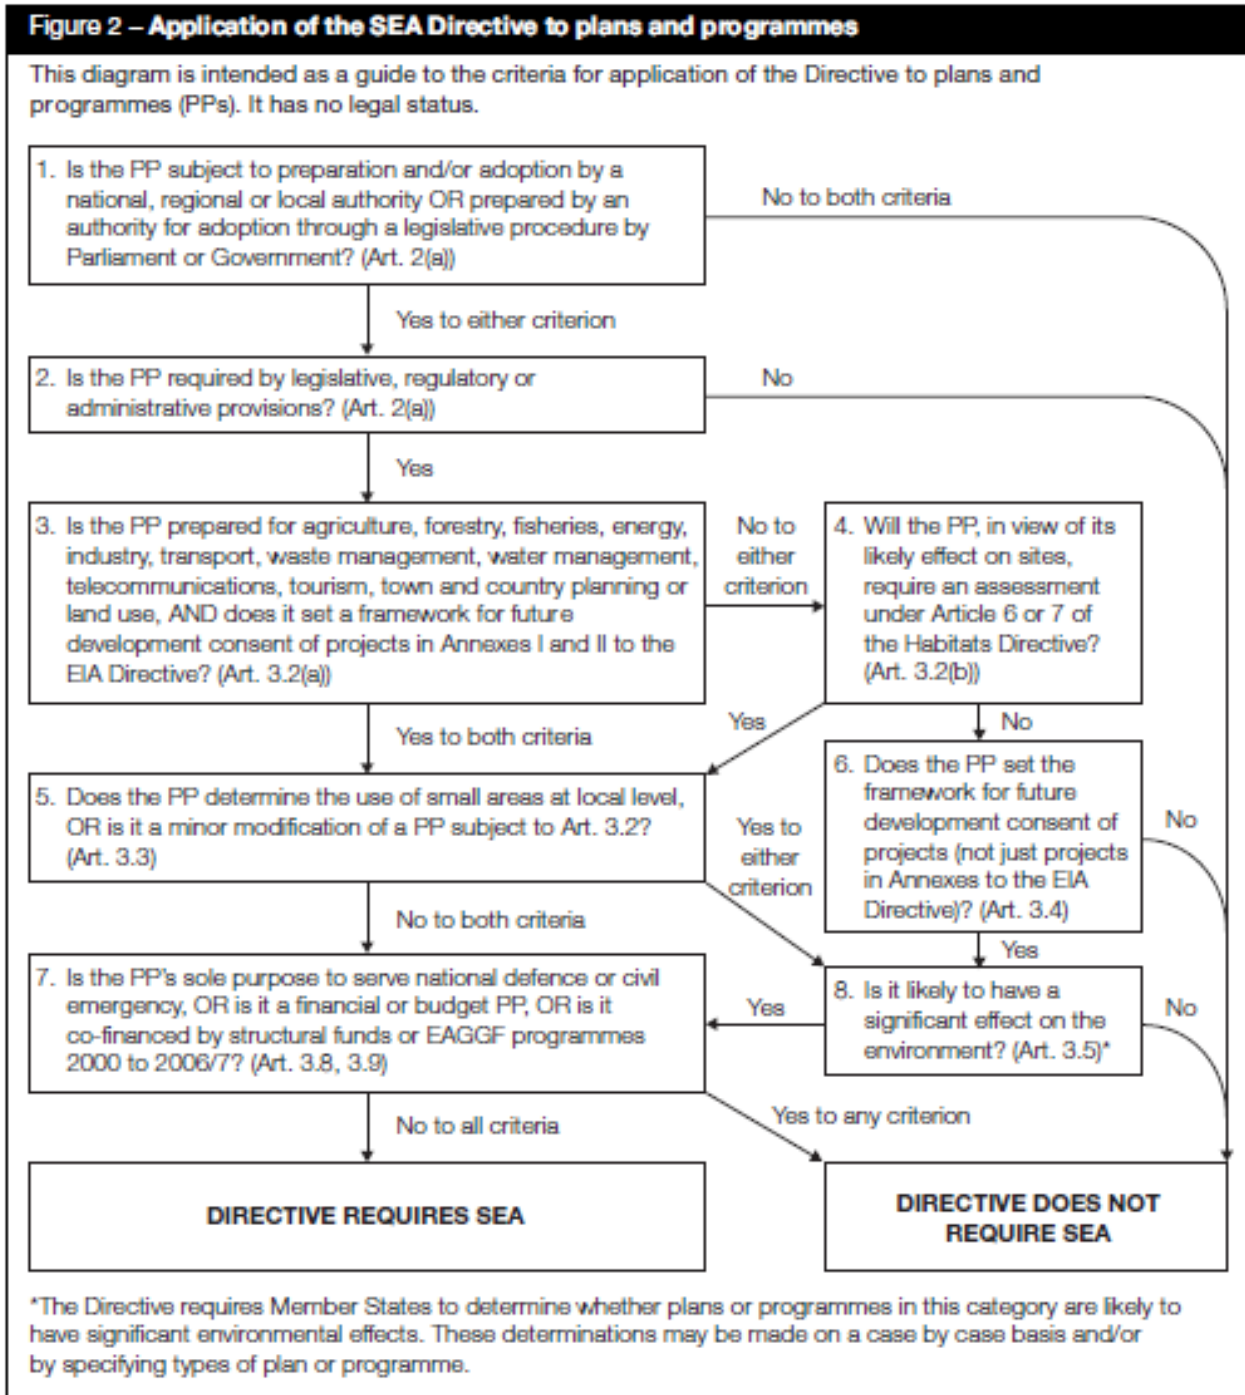 Figure 2 – Application of the SEA Directive to plans and programmes
This diagram is intended as a guide to the criteria for application of the Directive to plans and
programmes (PPs). It has no legal status.
1. Is the PP subject to preparation and/or adoption by a
national, regional or local authority OR prepared by an
authority for adoption through a legislative procedure by
Parliament or Government? (Art. 2(a))
No to both criteria
Yes to either criterion
2. Is the PP required by legislative, regulatory or
administrative provisions? (Art. 2(a))
No
Yes
3. Is the PP prepared for agriculture, forestry, fisheries, energy,
industry, transport, waste management, water management,
telecommunications, tourism, town and country planning or
land use, AND does it set a framework for future
development consent of projects in Annexes I and II to the
EIA Directive? (Art. 3.2(a))
No to
either
criterion
4. Will the PP, in view of its
likely effect on sites,
require an assessment
under Article 6 or 7 of
the Habitats Directive?
(Art. 3.2(b))
Yes to both criteria
Yes
No
5. Does the PP determine the use of small areas at local level,
OR is it a minor modification of a PP subject to Art. 3.2?
(Art. 3.3)
Yes to
either
criterion
6. Does the PP set the
framework for future
development consent of
projects (not just projects
in Annexes to the EIA
Directive)? (Art. 3.4)
No
No to both criteria
Yes
7. Is the PP's sole purpose to serve national defence or civil
emergency, OR is it a financial or budget PP, OR is it
co-financed by structural funds or EAGGF programmes
2000 to 2006/7? (Art. 3.8, 3.9)
Yes
8. Is it likely to have a
significant effect on the
environment? (Art. 3.5)*
No
No to all criteria
Yes to any criterion
DIRECTIVE REQUIRES SEA
DIRECTIVE DOES NOT
REQUIRE SEA
*The Directive requires Member States to determine whether plans or programmes in this category are likely to
have significant environmental effects. These determinations may be made on a case by case basis and/or
by specifying types of plan or programme.